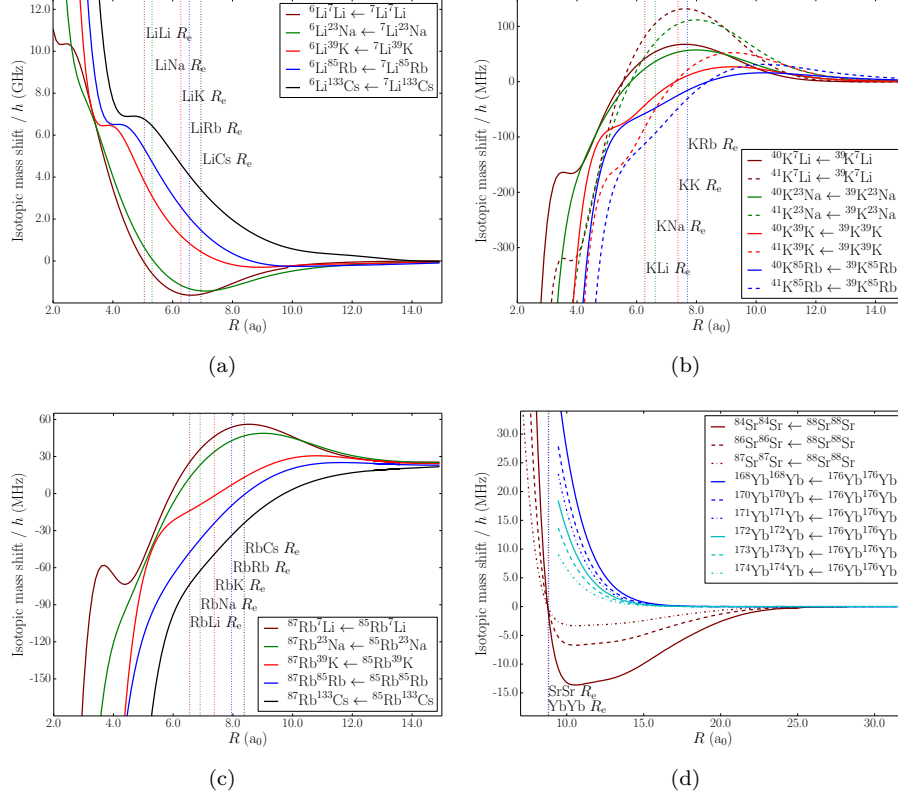 Isotopic mass shift / h (GHz)
12.0
10.0
8.0
6.0
4.0
2.0
0.0
LiLi Re
LiNa Re
LiK Re
LiRb Re
LiCs Re
⁶Li⁷Li ← ⁷Li⁷Li
⁶Li²³Na ← ⁷Li²³Na
⁶Li³⁹K ← ⁷Li³⁹K
⁶Li⁸⁵Rb ← ⁷Li⁸⁵Rb
⁶Li¹³³Cs ← ⁷Li¹³³Cs
2.0 4.0 6.0 8.0 10.0 12.0 14.0
R (a₀)
(a)
Isotopic mass shift / h (MHz)
100
0
−100
−200
−300
KRb Re
KK Re
KNa Re
KLi Re
⁴⁰K⁷Li ← ³⁹K⁷Li
⁴¹K⁷Li ← ³⁹K⁷Li
⁴⁰K²³Na ← ³⁹K²³Na
⁴¹K²³Na ← ³⁹K²³Na
⁴⁰K³⁹K ← ³⁹K³⁹K
⁴¹K³⁹K ← ³⁹K³⁹K
⁴⁰K⁸⁵Rb ← ³⁹K⁸⁵Rb
⁴¹K⁸⁵Rb ← ³⁹K⁸⁵Rb
2.0 4.0 6.0 8.0 10.0 12.0 14.0
R (a₀)
(b)
Isotopic mass shift / h (MHz)
60
30
0
−30
−60
−90
−120
−150
RbCs Re
RbRb Re
RbK Re
RbNa Re
RbLi Re
⁸⁷Rb⁷Li ← ⁸⁵Rb⁷Li
⁸⁷Rb²³Na ← ⁸⁵Rb²³Na
⁸⁷Rb³⁹K ← ⁸⁵Rb³⁹K
⁸⁷Rb⁸⁵Rb ← ⁸⁵Rb⁸⁵Rb
⁸⁷Rb¹³³Cs ← ⁸⁵Rb¹³³Cs
2.0 4.0 6.0 8.0 10.0 12.0 14.0
R (a₀)
(c)
Isotopic mass shift / h (MHz)
30.0
25.0
20.0
15.0
10.0
5.0
0.0
−5.0
−10.0
−15.0
⁸⁴Sr⁸⁴Sr ← ⁸⁸Sr⁸⁸Sr
⁸⁶Sr⁸⁶Sr ← ⁸⁸Sr⁸⁸Sr
⁸⁷Sr⁸⁷Sr ← ⁸⁸Sr⁸⁸Sr
¹⁶⁸Yb¹⁶⁸Yb ← ¹⁷⁶Yb¹⁷⁶Yb
¹⁷⁰Yb¹⁷⁰Yb ← ¹⁷⁶Yb¹⁷⁶Yb
¹⁷¹Yb¹⁷¹Yb ← ¹⁷⁶Yb¹⁷⁶Yb
¹⁷²Yb¹⁷²Yb ← ¹⁷⁶Yb¹⁷⁶Yb
¹⁷³Yb¹⁷³Yb ← ¹⁷⁶Yb¹⁷⁶Yb
¹⁷⁴Yb¹⁷⁴Yb ← ¹⁷⁶Yb¹⁷⁶Yb
SrSr Re
YbYb Re
10.0 15.0 20.0 25.0 30.0
R (a₀)
(d)